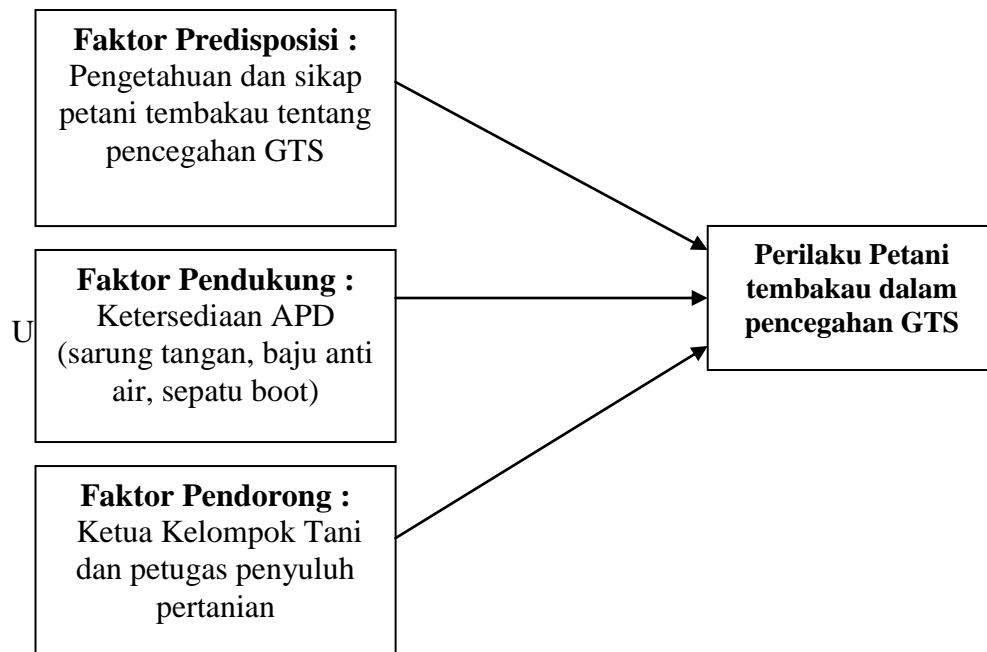 Faktor Predisposisi :
Pengetahuan dan sikap
petani tembakau tentang
pencegahan GTS
Faktor Pendukung :
Ketersediaan APD
(sarung tangan, baju anti
air, sepatu boot)
U
Faktor Pendorong :
Ketua Kelompok Tani
dan petugas penyuluh
pertanian
Perilaku Petani
tembakau dalam
pencegahan GTS